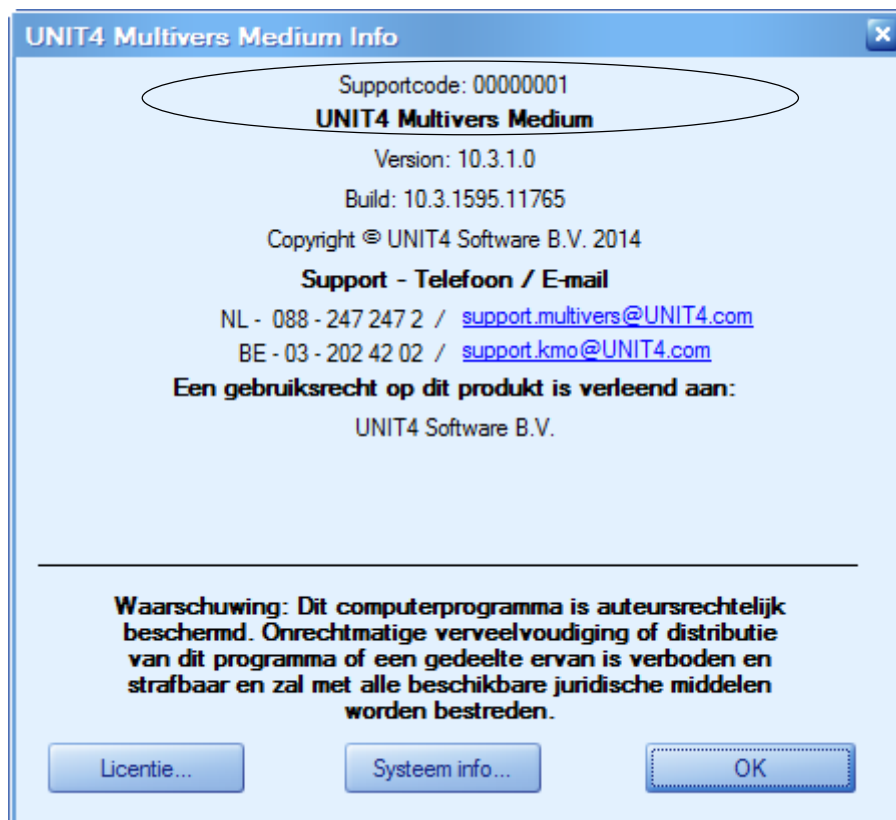 UNIT4 Multivers Medium Info
Supportcode: 00000001
UNIT4 Multivers Medium
Version: 10.3.1.0
Build: 10.3.1595.11765
Copyright © UNIT4 Software B.V. 2014
Support - Telefoon / E-mail
NL - 088 - 247 247 2 / support.multivers@UNIT4.com
BE - 03 - 202 42 02 / support.kmo@UNIT4.com
Een gebruiksrecht op dit produkt is verleend aan:
UNIT4 Software B.V.
Waarschuwing: Dit computerprogramma is auteursrechtelijk
beschermd. Onrechtmatige verveelvoudiging of distributie
van dit programma of een gedeelte ervan is verboden en
strafbaar en zal met alle beschikbare juridische middelen
worden bestreden.
Licentie... Systeem info... OK